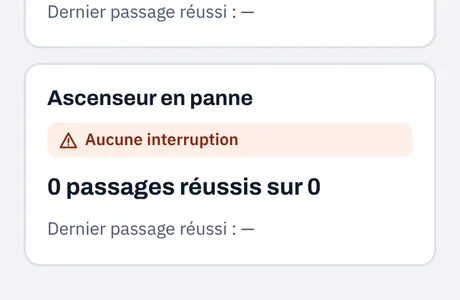 Dernier passage réussi : —
Ascenseur en panne
Aucune interruption
0 passages réussis sur 0
Dernier passage réussi : —